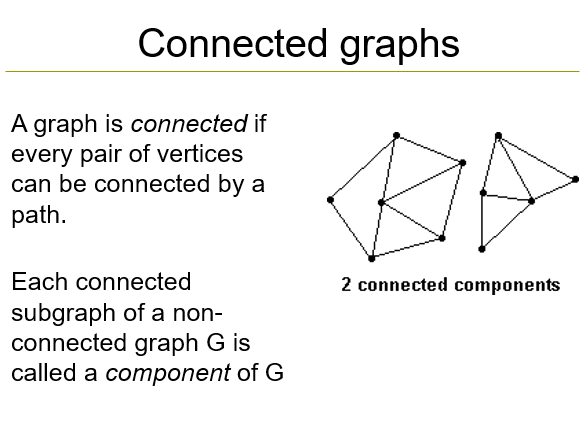 Connected graphs
A graph is connected if
every pair of vertices
can be connected by a
path.
Each connected
subgraph of a non-
connected graph G is
called a component of G
2 connected components